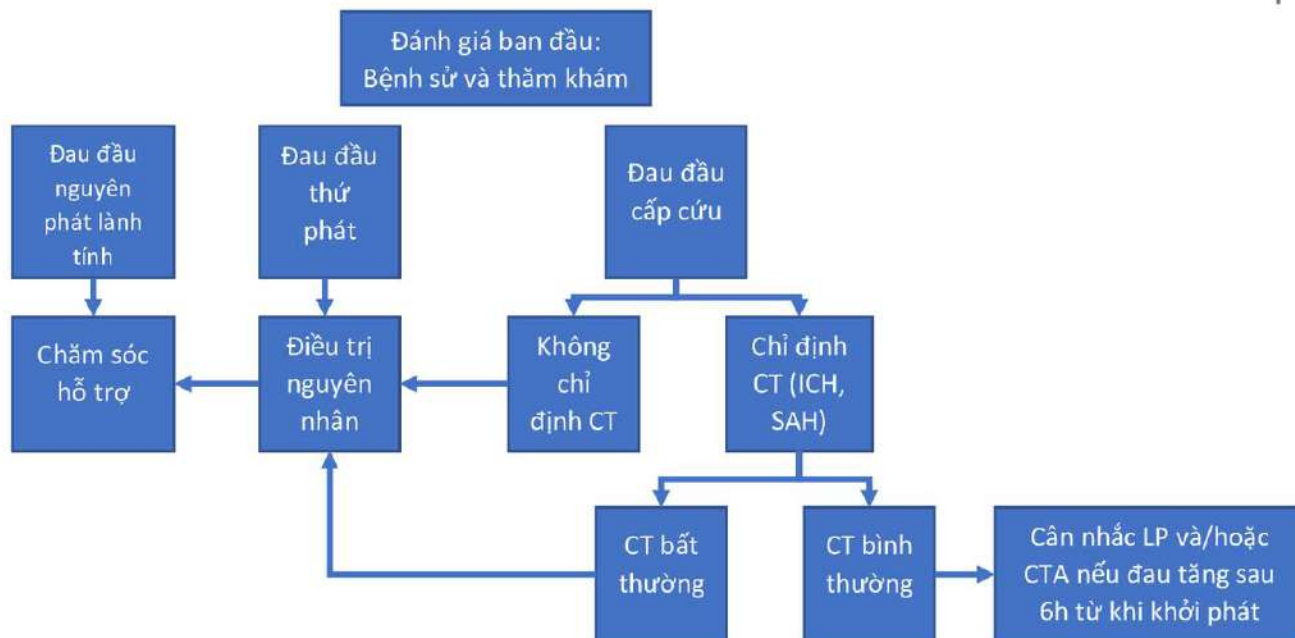 Đánh giá ban đầu:
Bệnh sử và thăm khám
Đau đầu
nguyên
phát lành
tính
Đau đầu
thứ
phát
Đau đầu
cấp cứu
Chăm sóc
hỗ trợ
Điều trị
nguyên
nhân
Không
chỉ
định CT
Chỉ định
CT (ICH,
SAH)
CT bất
thường
CT bình
thường
Cân nhắc LP và/hoặc
CTA nếu đau tăng sau
6h từ khi khởi phát